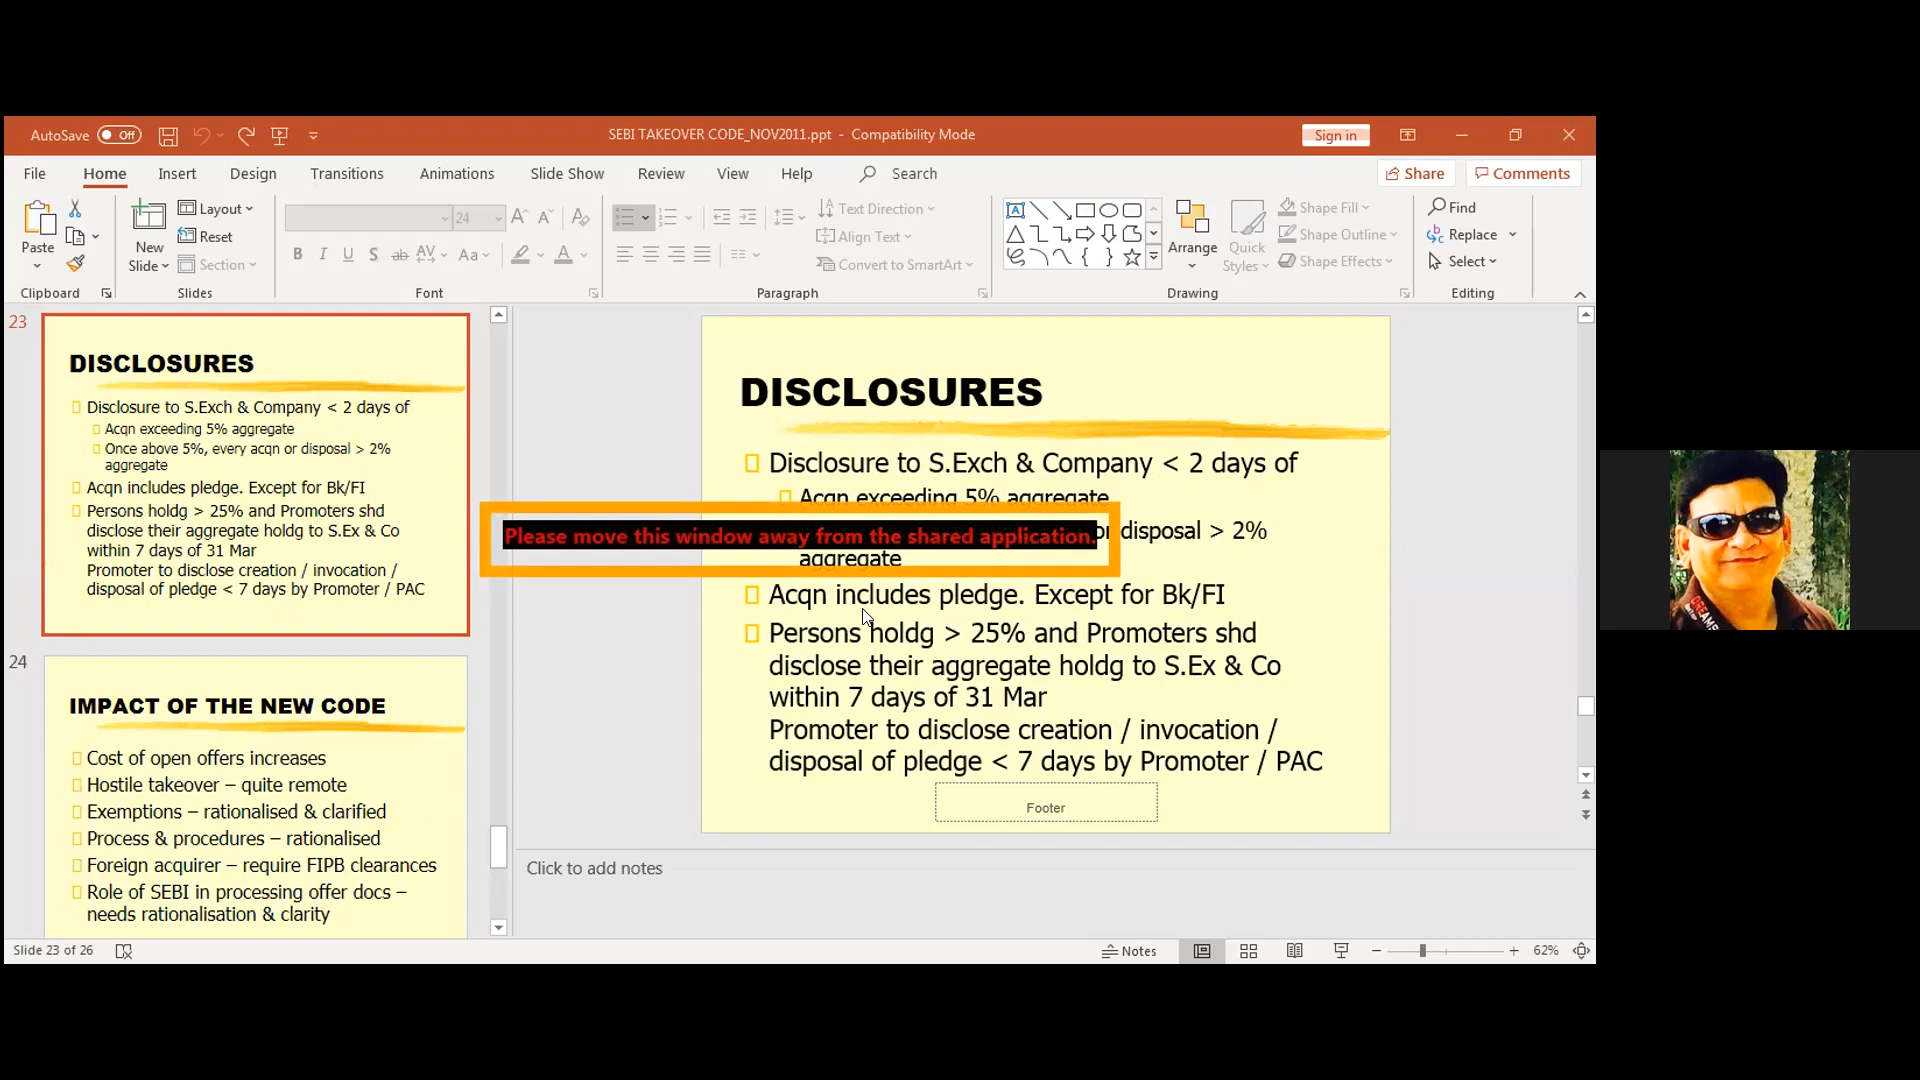 AutoSave Off
SEBI TAKEOVER CODE_NOV2011.ppt - Compatibility Mode
Sign in
File Home Insert Design Transitions Animations Slide Show Review View Help Search
Share Comments
Paste
New
Slide
Layout
Reset
Section
24
B I U S ab AV Aa A
Text Direction
Align Text
Convert to SmartArt
Arrange
Quick
Styles
Shape Fill
Shape Outline
Shape Effects
Find
Replace
Select
Clipboard Slides Font Paragraph Drawing Editing
23
DISCLOSURES
Disclosure to S.Exch & Company < 2 days of
Acqn exceeding 5% aggregate
Once above 5%, every acqn or disposal > 2%
aggregate
Acqn includes pledge. Except for Bk/FI
Persons holdg > 25% and Promoters shd
disclose their aggregate holdg to S.Ex & Co
within 7 days of 31 Mar
Promoter to disclose creation / invocation /
disposal of pledge < 7 days by Promoter / PAC
24
IMPACT OF THE NEW CODE
Cost of open offers increases
Hostile takeover – quite remote
Exemptions – rationalised & clarified
Process & procedures – rationalised
Foreign acquirer – require FIPB clearances
Role of SEBI in processing offer docs –
needs rationalisation & clarity
DISCLOSURES
Disclosure to S.Exch & Company < 2 days of
Acqn exceeding 5% aggregate
Please move this window away from the shared application.
or disposal > 2%
aggregate
Acqn includes pledge. Except for Bk/FI
Persons holdg > 25% and Promoters shd
disclose their aggregate holdg to S.Ex & Co
within 7 days of 31 Mar
Promoter to disclose creation / invocation /
disposal of pledge < 7 days by Promoter / PAC
Footer
Click to add notes
Slide 23 of 26
Notes
62%
DREAMS